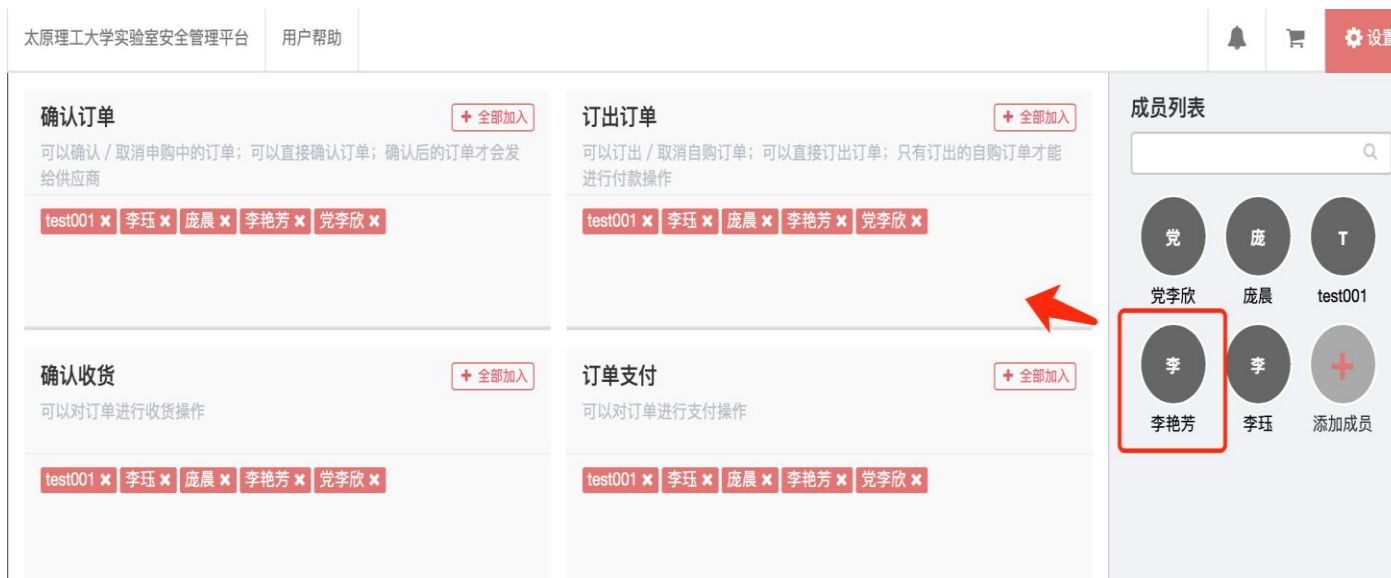 太原理工大学实验室安全管理平台 用户帮助 设置
确认订单 + 全部加入
可以确认 / 取消申购中的订单；可以直接确认订单；确认后的订单才会发
给供应商
test001 × 李珏 × 庞晨 × 李艳芳 × 党李欣 ×
订出订单 + 全部加入
可以订出 / 取消自购订单；可以直接订出订单；只有订出的自购订单才能
进行付款操作
test001 × 李珏 × 庞晨 × 李艳芳 × 党李欣 ×
确认收货 + 全部加入
可以对订单进行收货操作
test001 × 李珏 × 庞晨 × 李艳芳 × 党李欣 ×
订单支付 + 全部加入
可以对订单进行支付操作
test001 × 李珏 × 庞晨 × 李艳芳 × 党李欣 ×
成员列表
党 庞 T
党李欣 庞晨 test001
李 李 +
李艳芳 李珏 添加成员